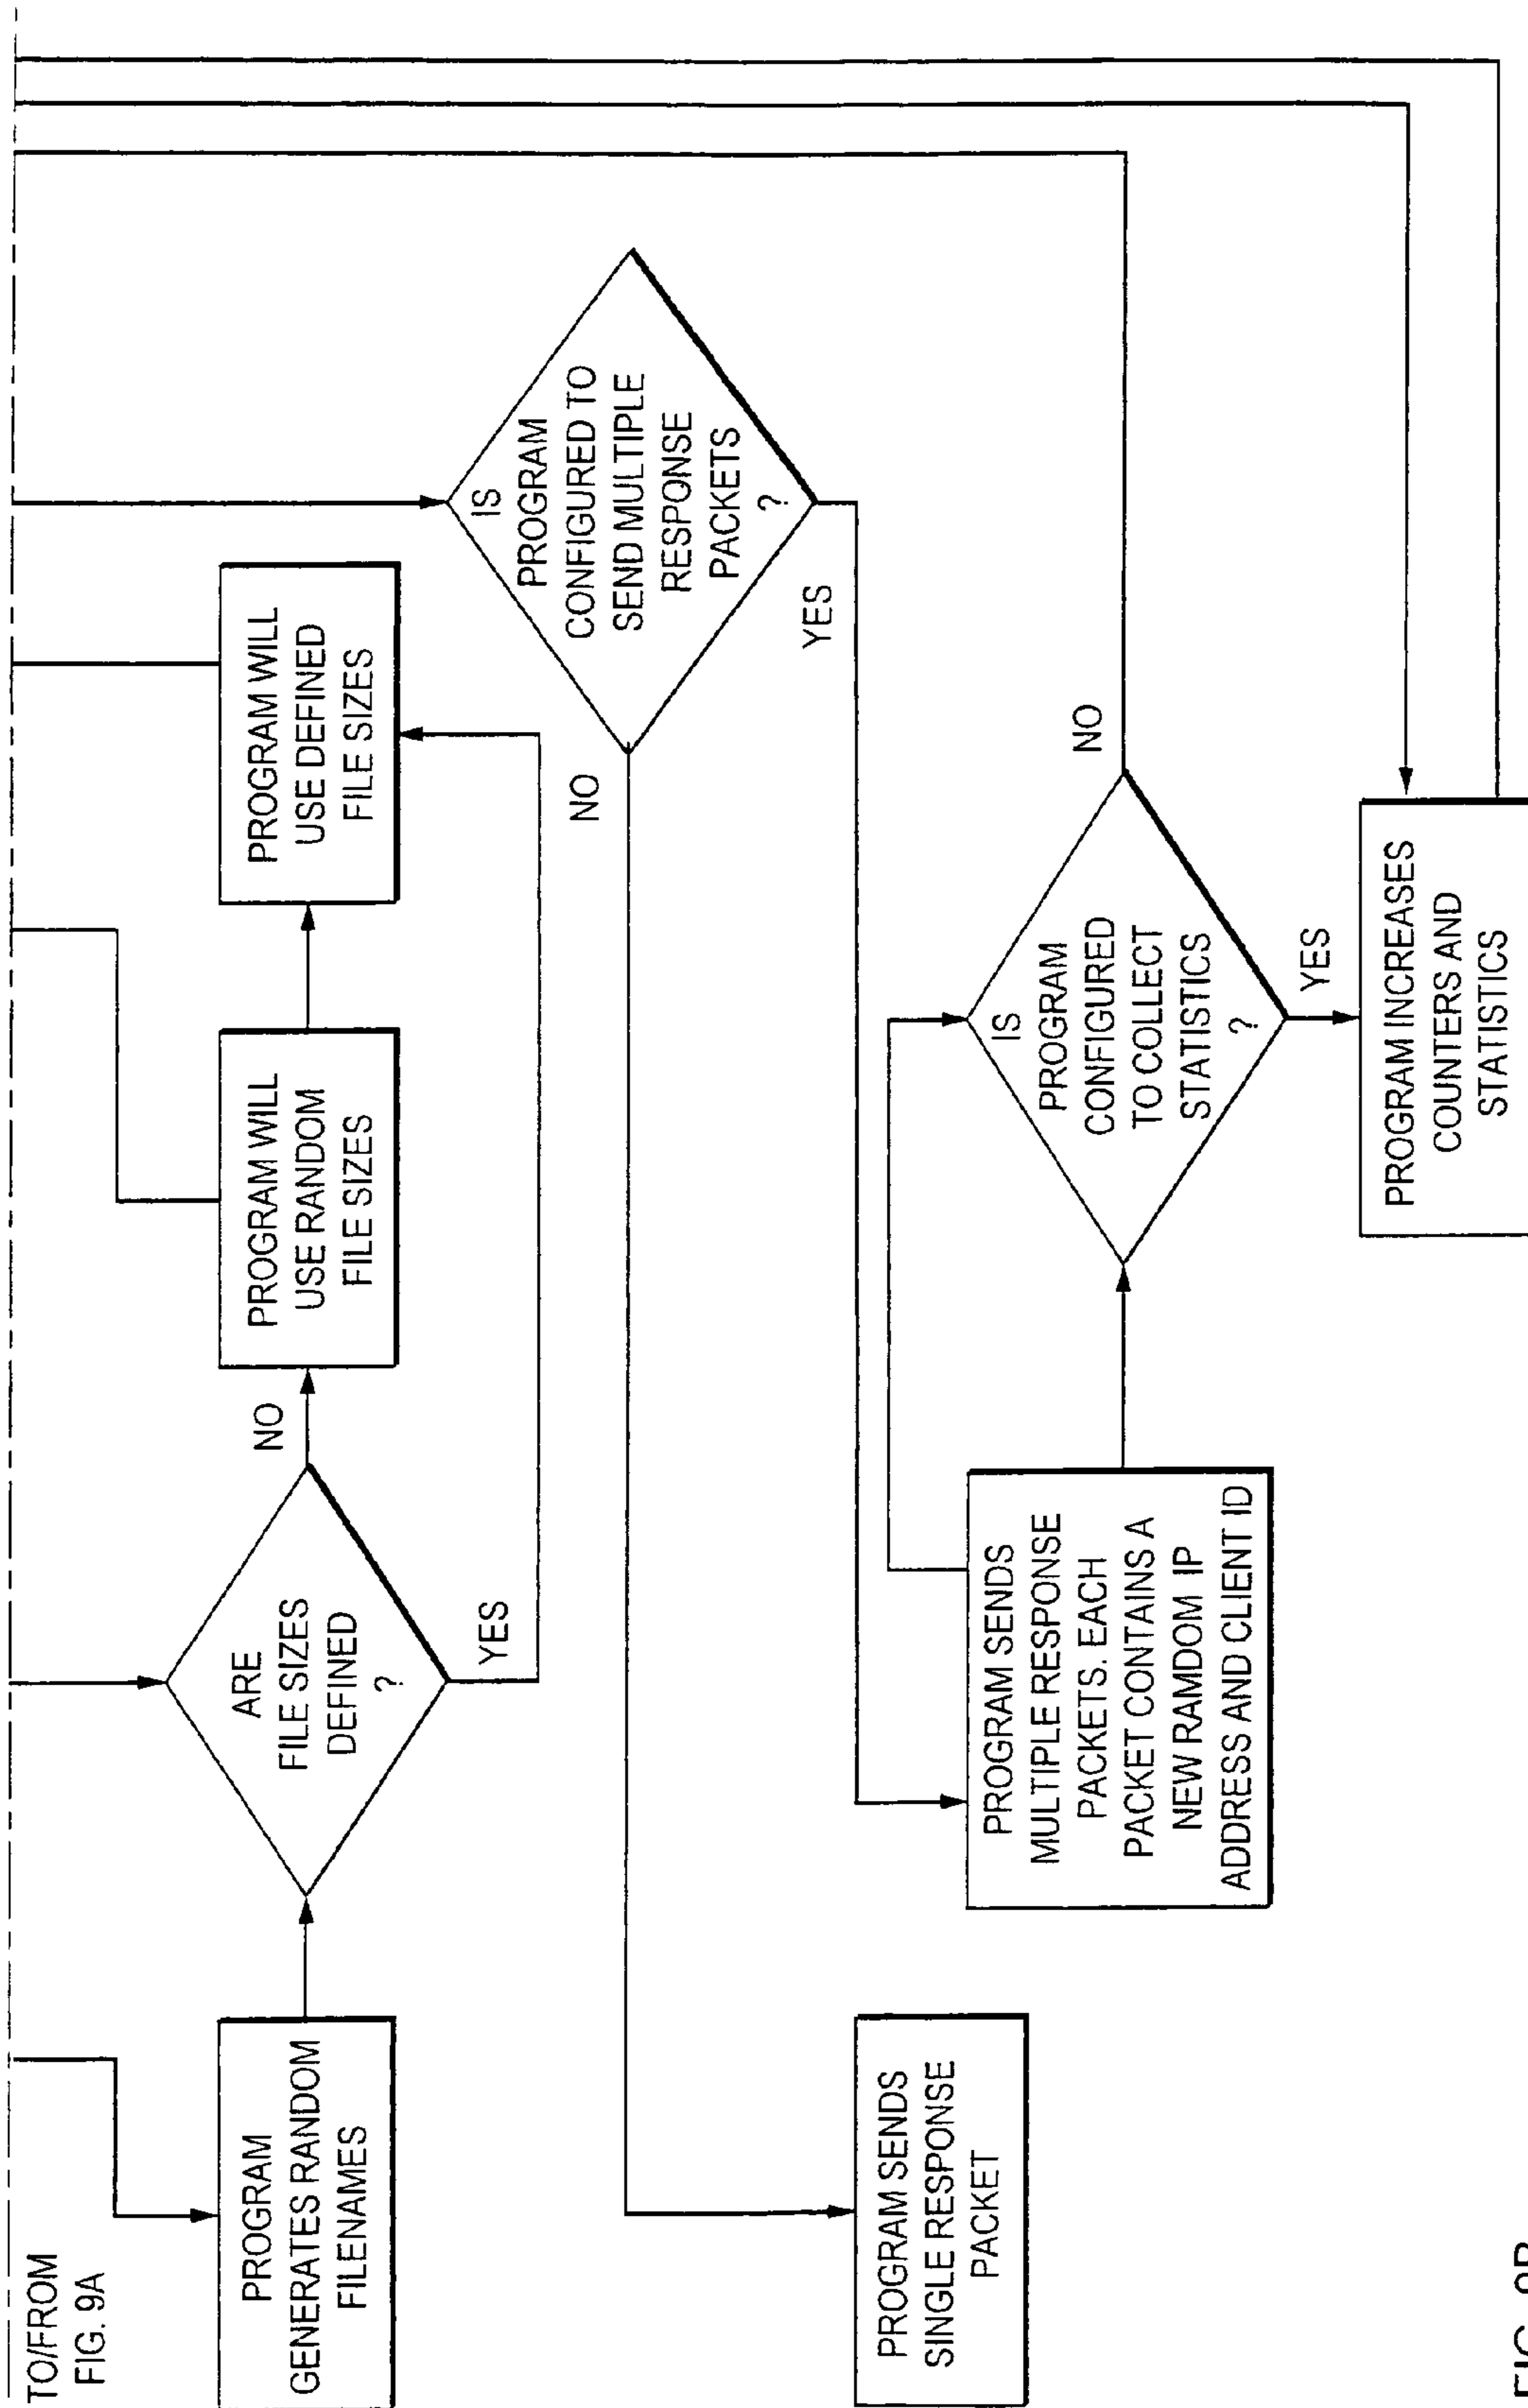 TO/FROM
FIG. 9A
PROGRAM
GENERATES RANDOM
FILENAMES
ARE
FILE SIZES
DEFINED
?
NO
YES
PROGRAM WILL
USE RANDOM
FILE SIZES
PROGRAM WILL
USE DEFINED
FILE SIZES
IS
PROGRAM
CONFIGURED TO
SEND MULTIPLE
RESPONSE
PACKETS
?
NO
YES
PROGRAM SENDS
SINGLE RESPONSE
PACKET
PROGRAM SENDS
MULTIPLE RESPONSE
PACKETS. EACH
PACKET CONTAINS A
NEW RAMDOM IP
ADDRESS AND CLIENT ID
IS
PROGRAM
CONFIGURED
TO COLLECT
STATISTICS
?
NO
YES
PROGRAM INCREASES
COUNTERS AND
STATISTICS
FIG.